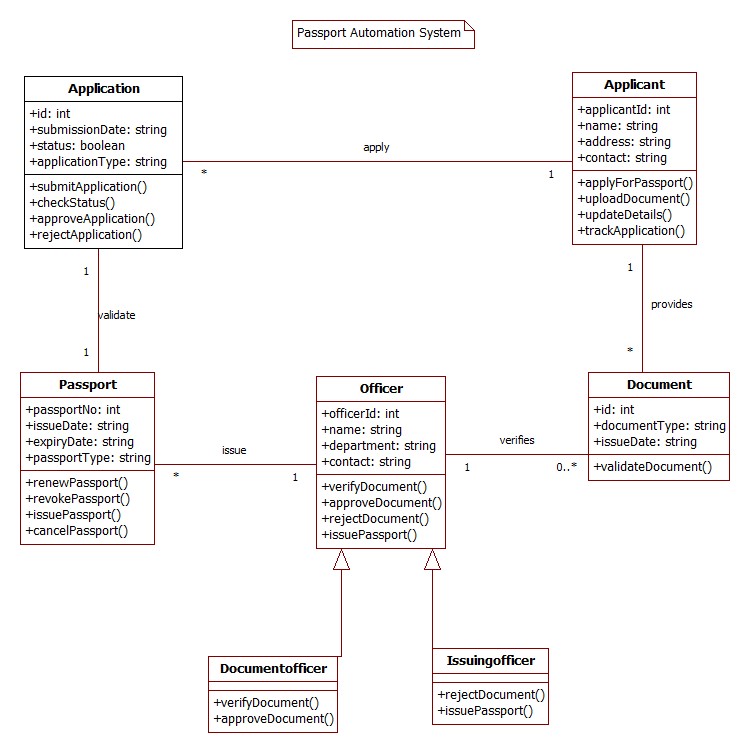 Passport Automation System
Application
+id: int
+submissionDate: string
+status: boolean
+applicationType: string
+submitApplication()
+checkStatus()
+approveApplication()
+rejectApplication()
apply
*
1
Applicant
+applicantId: int
+name: string
+address: string
+contact: string
+applyForPassport()
+uploadDocument()
+updateDetails()
+trackApplication()
1
validate
1
1
provides
*
Passport
+passportNo: int
+issueDate: string
+expiryDate: string
+passportType: string
+renewPassport()
+revokePassport()
+issuePassport()
+cancelPassport()
issue
*
1
Officer
+officerId: int
+name: string
+department: string
+contact: string
+verifyDocument()
+approveDocument()
+rejectDocument()
+issuePassport()
verifies
1
0..*
Document
+id: int
+documentType: string
+issueDate: string
+validateDocument()
Documentofficer
+verifyDocument()
+approveDocument()
Issuingofficer
+rejectDocument()
+issuePassport()